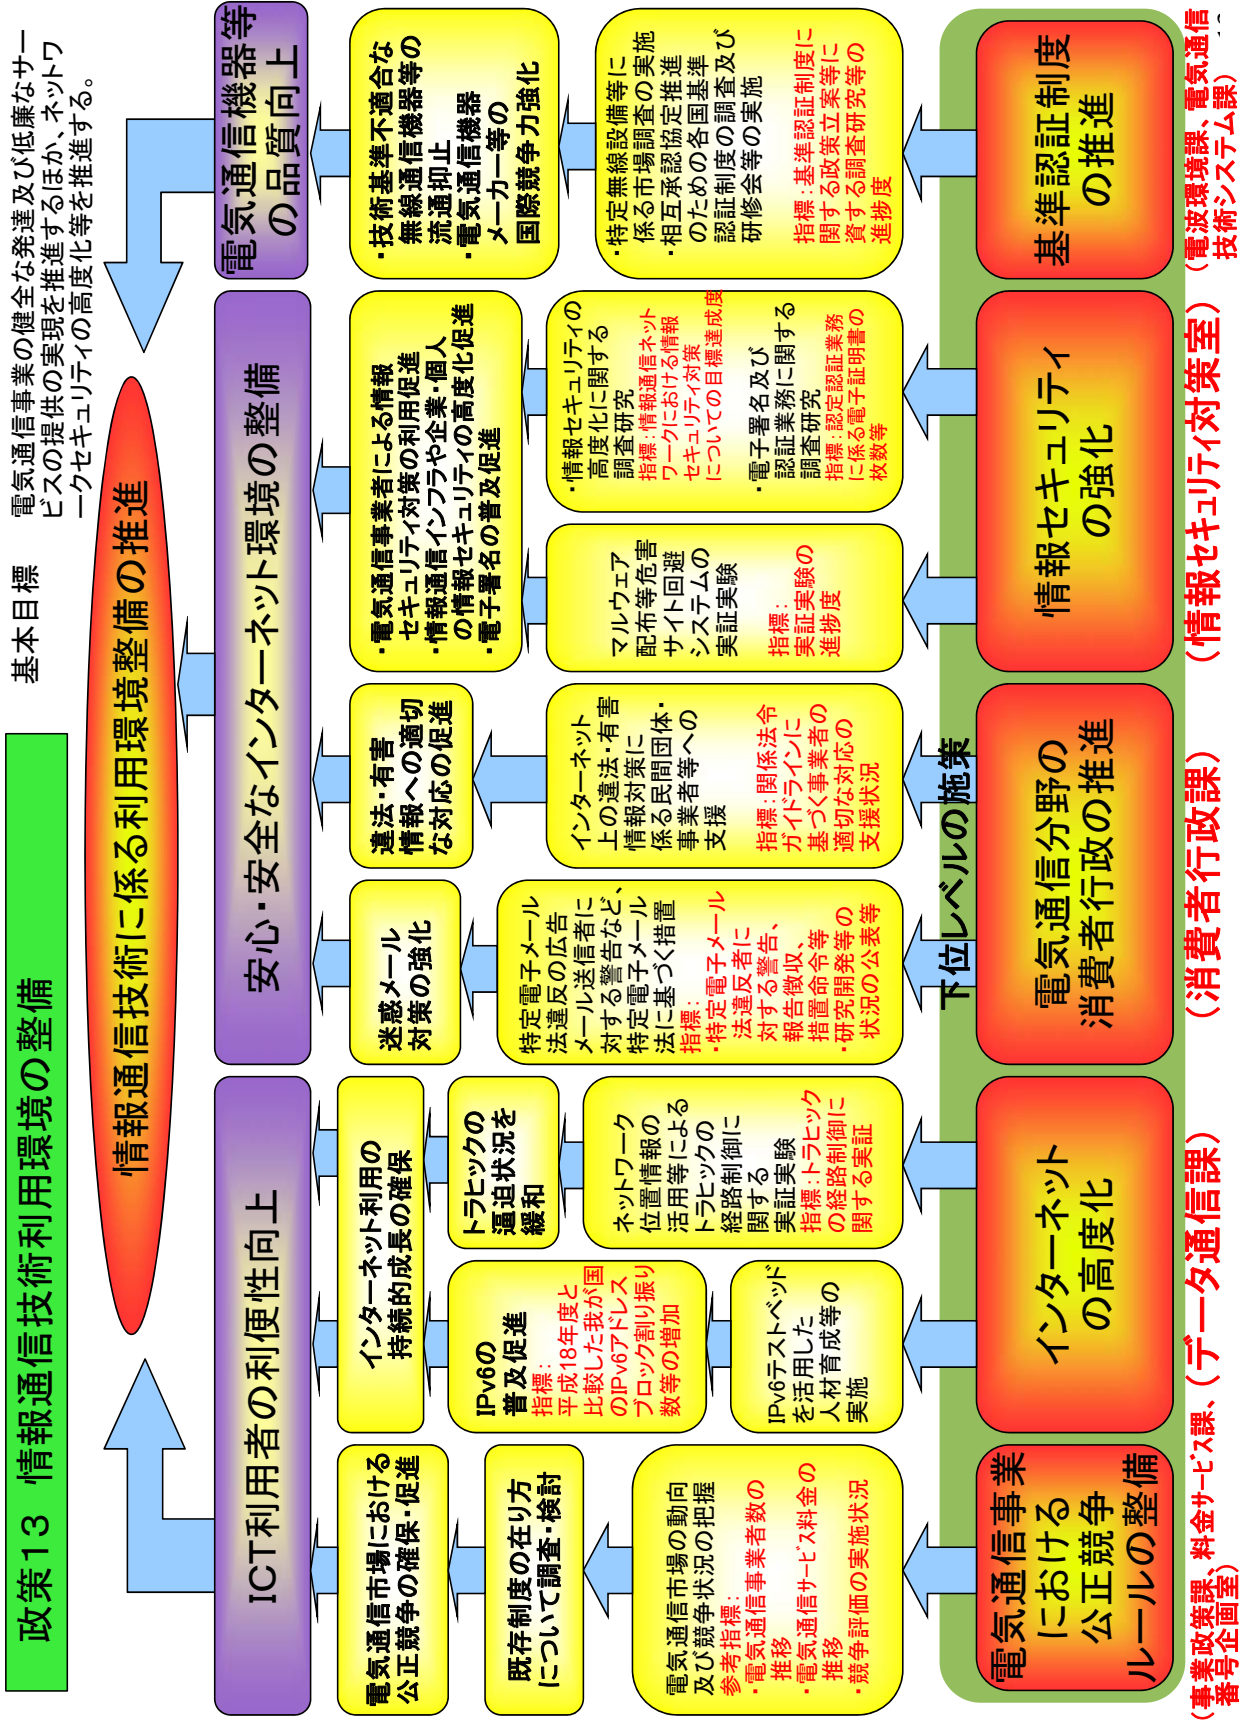 政策13 情報通信技術利用環境の整備
基本目標
電気通信事業の健全な発達及び低廉なサー
ビスの提供の実現を推進するほか、ネットワ
ークセキュリティの高度化等を推進する。
情報通信技術に係る利用環境整備の推進
ICT利用者の利便性向上
安心・安全なインターネット環境の整備
電気通信機器等
の品質向上
電気通信市場における
公正競争の確保・促進
既存制度の在り方
について調査・検討
電気通信市場の動向
及び競争状況の把握
参考指標:
・電気通信事業者数の
推移
・電気通信サービス料金の
推移
・競争評価の実施状況
インターネット利用の
持続的成長の確保
IPv6の
普及促進
指標:
平成18年度と
比較した我が国
のIPv6アドレス
ブロック割り振り
数等の増加
IPv6テストベッド
を活用した
人材育成等の
実施
トラヒックの
逼迫状況を
緩和
ネットワーク
位置情報の
活用等による
トラヒックの
経路制御に
関する
実証実験
指標:トラヒック
の経路制御に
関する実証
迷惑メール
対策の強化
特定電子メール
法違反の広告
メール送信者に
対する警告など、
特定電子メール
法に基づく措置
指標:
・特定電子メール
法違反者に
対する警告、
報告徴収、
措置命令等
・研究開発等の
状況の公表等
違法・有害
情報への適切
な対応の促進
インターネット
上の違法・有害
情報対策に
係る民間団体・
事業者等への
支援
指標:関係法令
ガイドラインに
基づく事業者の
適切な対応の
支援状況
・電気通信事業者による情報
セキュリティ対策の利用促進
・情報通信インフラや企業・個人
の情報セキュリティの高度化促進
・電子署名の普及促進
マルウェア
配布等危害
サイト回避
システムの
実証実験
指標:
実証実験の
進捗度
・情報セキュリティの
高度化に関する
調査研究
指標:情報通信ネット
ワークにおける情報
セキュリティ対策
についての目標達成度
・電子署名及び
認証業務に関する
調査研究
指標:認定認証業務
に係る電子証明書の
枚数等
・技術基準不適合な
無線通信機器等の
流通抑止
・電気通信機器
メーカー等の
国際競争力強化
・特定無線設備等に
係る市場調査の実施
・相互承認協定推進
のための各国基準
認証制度の調査及び
研修会等の実施
指標:基準認証制度に
関する政策立案等に
資する調査研究等の
進捗度
下位レベルの施策
電気通信事業
における
公正競争
ルールの整備
インターネット
の高度化
電気通信分野の
消費者行政の推進
情報セキュリティ
の強化
基準認証制度
の推進
(事業政策課、料金サービス課、
番号企画室)
(データ通信課)
(消費者行政課)
(情報セキュリティ対策室)
(電波環境課、電気通信
技術システム課)